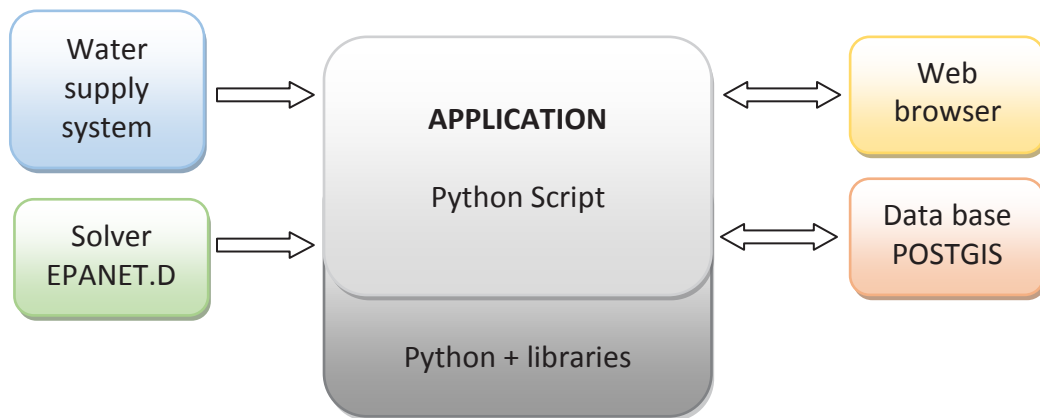 Water
supply
system
Solver
EPANET.D
APPLICATION
Python Script
Python + libraries
Web
browser
Data base
POSTGIS